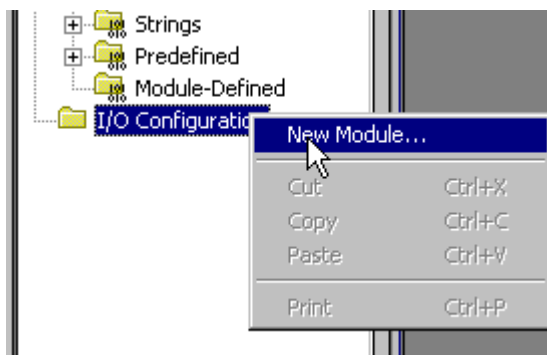 Strings
Predefined
Module-Defined
I/O Configuratio
New Module...
Cut Ctrl+X
Copy Ctrl+C
Paste Ctrl+V
Print Ctrl+P